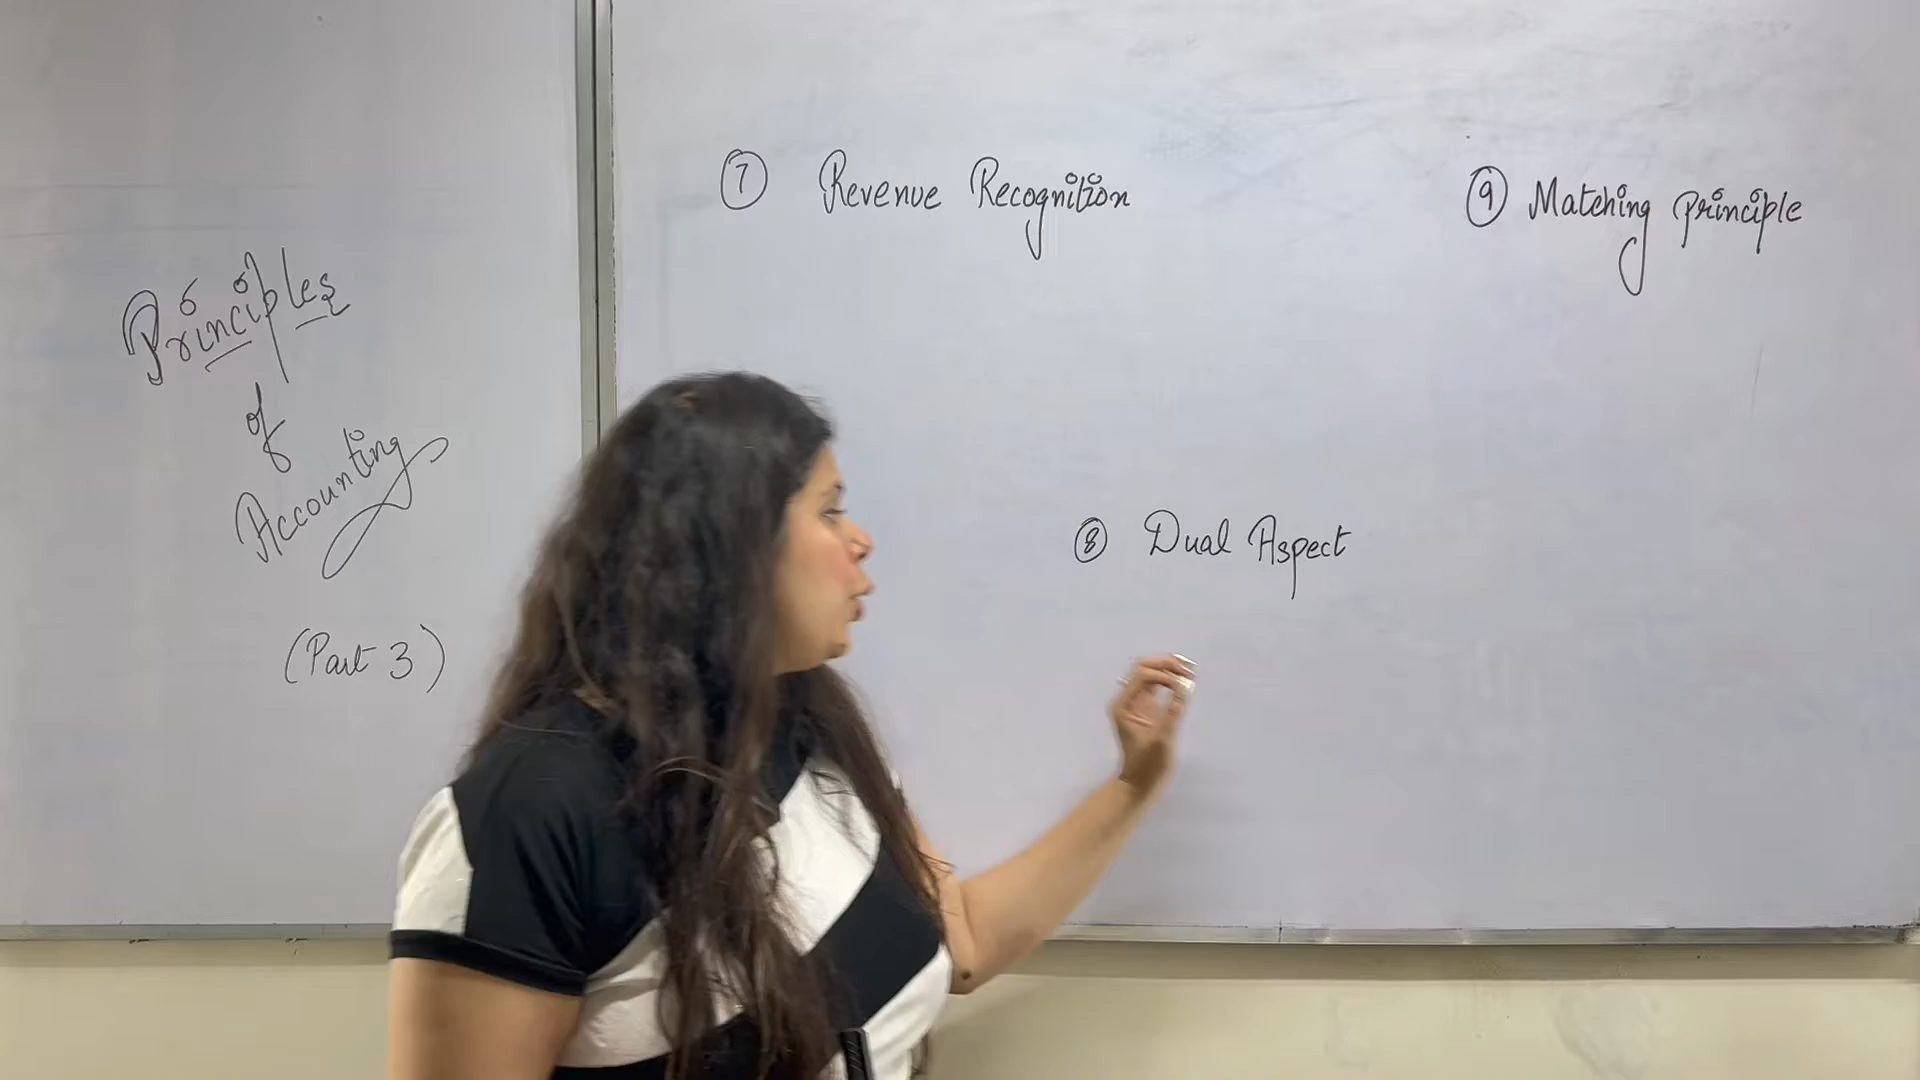 Principles
of
Accounting
(Part 3)
7 Revenue Recognition
8 Dual Aspect
9 Matching principle